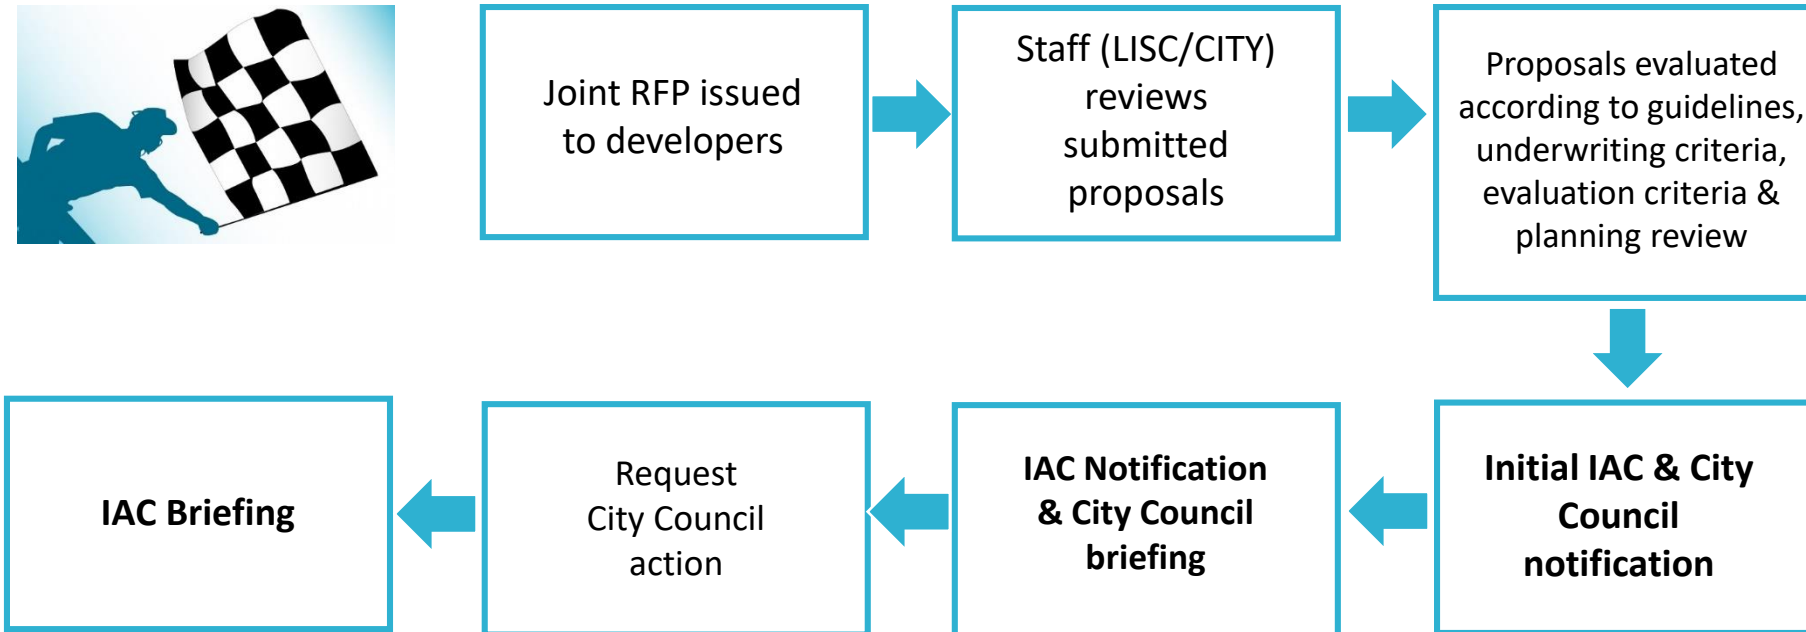 Joint RFP issued
to developers
Staff (LISC/CITY)
reviews
submitted
proposals
Proposals evaluated
according to guidelines,
underwriting criteria,
evaluation criteria &
planning review
Initial IAC & City
Council
notification
IAC Notification
& City Council
briefing
Request
City Council
action
IAC Briefing